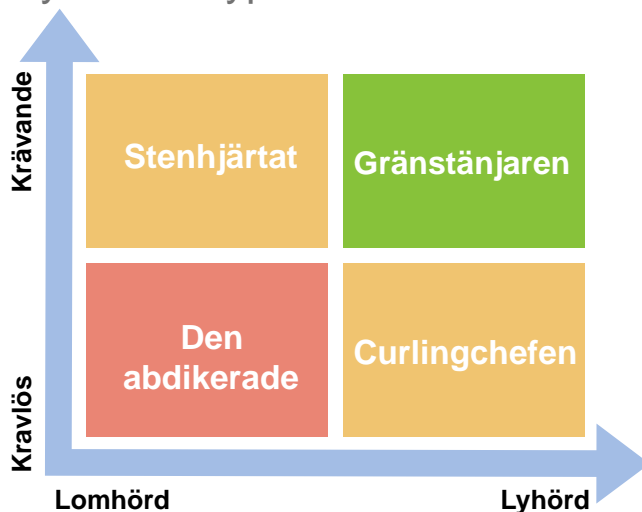 Krävande
Stenhjärtat
Gränstänjaren
Den
abdikerade
Curlingchefen
Kravlös
Lomhörd
Lyhörd